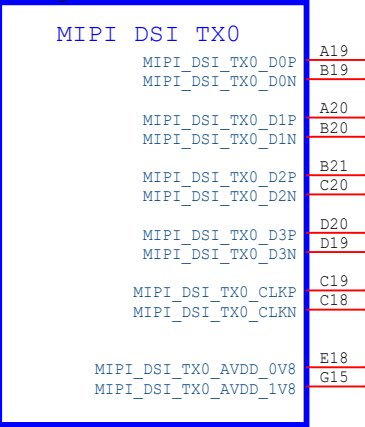 MIPI DSI TX0
MIPI_DSI_TX0_D0P A19
MIPI_DSI_TX0_D0N B19
MIPI_DSI_TX0_D1P A20
MIPI_DSI_TX0_D1N B20
MIPI_DSI_TX0_D2P B21
MIPI_DSI_TX0_D2N C20
MIPI_DSI_TX0_D3P D20
MIPI_DSI_TX0_D3N D19
MIPI_DSI_TX0_CLKP C19
MIPI_DSI_TX0_CLKN C18
MIPI_DSI_TX0_AVDD_0V8 E18
MIPI_DSI_TX0_AVDD_1V8 G15